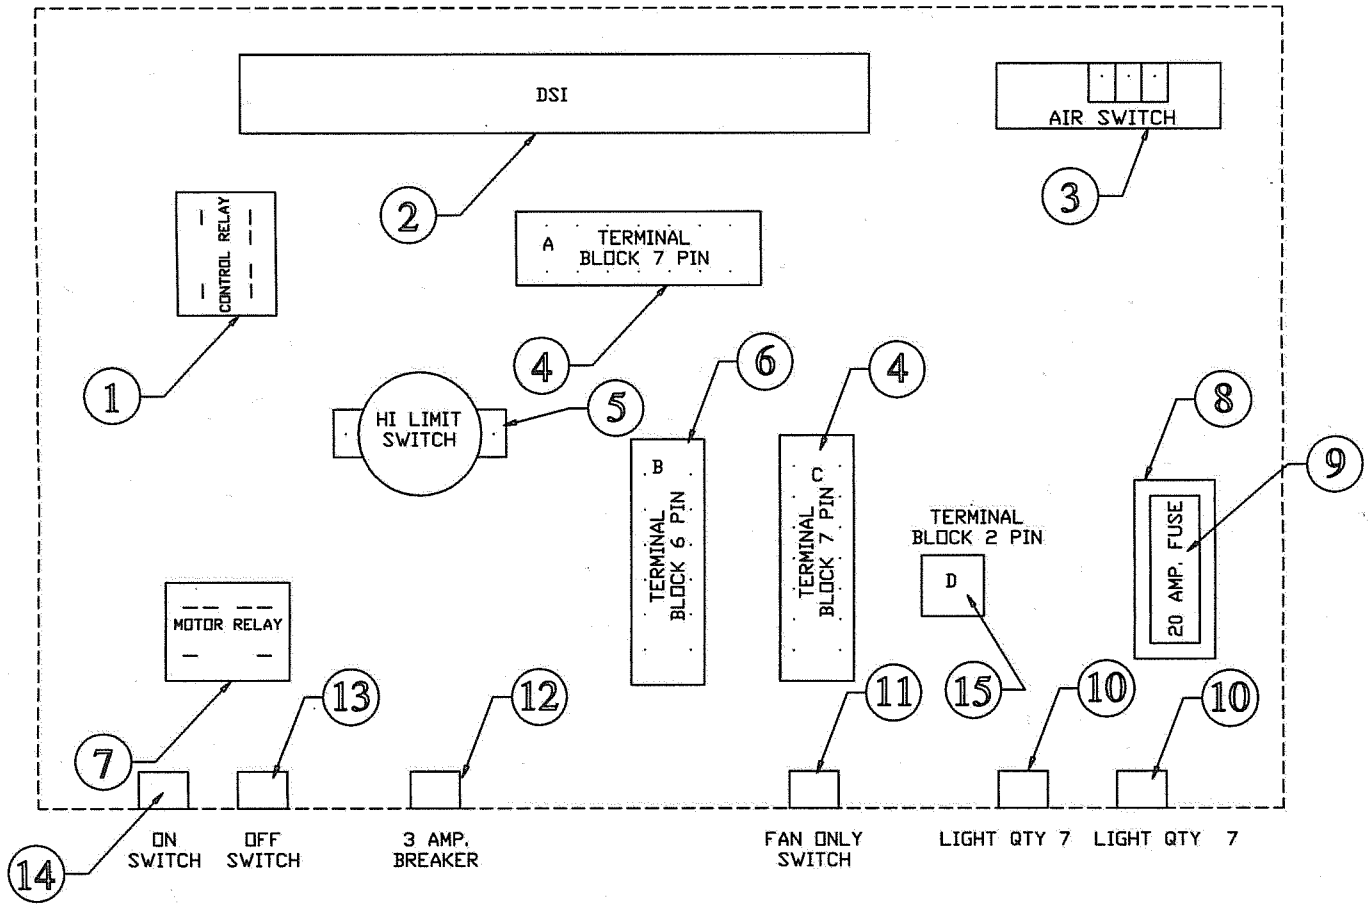 DSI
AIR SWITCH
3
2
CONTROL RELAY
A
TERMINAL
BLOCK 7 PIN
1
4
6
4
HI LIMIT
SWITCH
5
8
9
B
TERMINAL
BLOCK 6 PIN
C
TERMINAL
BLOCK 7 PIN
TERMINAL
BLOCK 2 PIN
D
20 AMP. FUSE
MOTOR RELAY
7
13
12
11
15
10
10
14
ON
SWITCH
OFF
SWITCH
3 AMP.
BREAKER
FAN ONLY
SWITCH
LIGHT QTY 7
LIGHT QTY 7